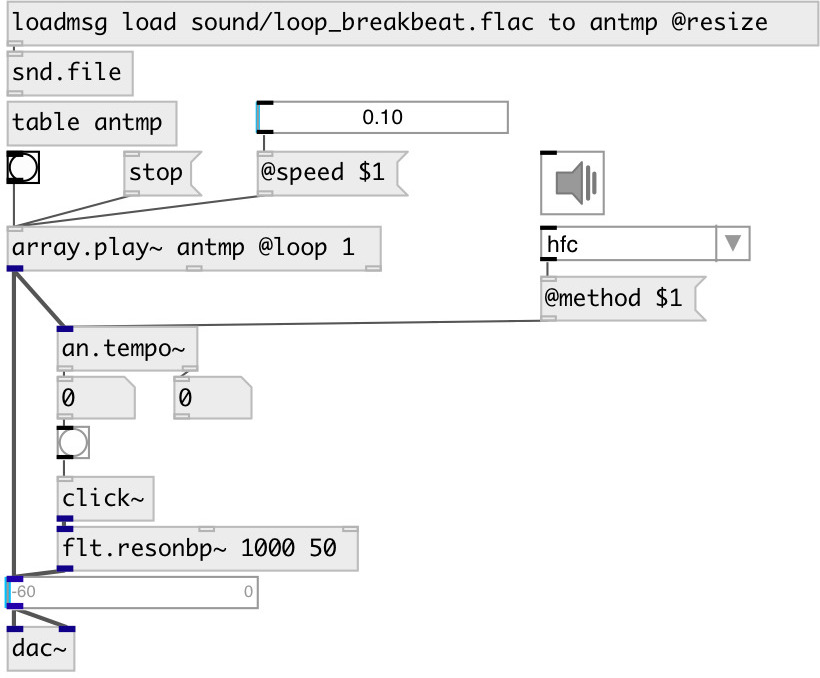 loadmsg load sound/loop_breakbeat.flac to antmp @resize
snd.file
table antmp
0.10
stop
@speed $1
array.play~ antmp @loop 1
hfc
@method $1
an.tempo~
0
0
click~
flt.resonbp~ 1000 50
-60 0
dac~